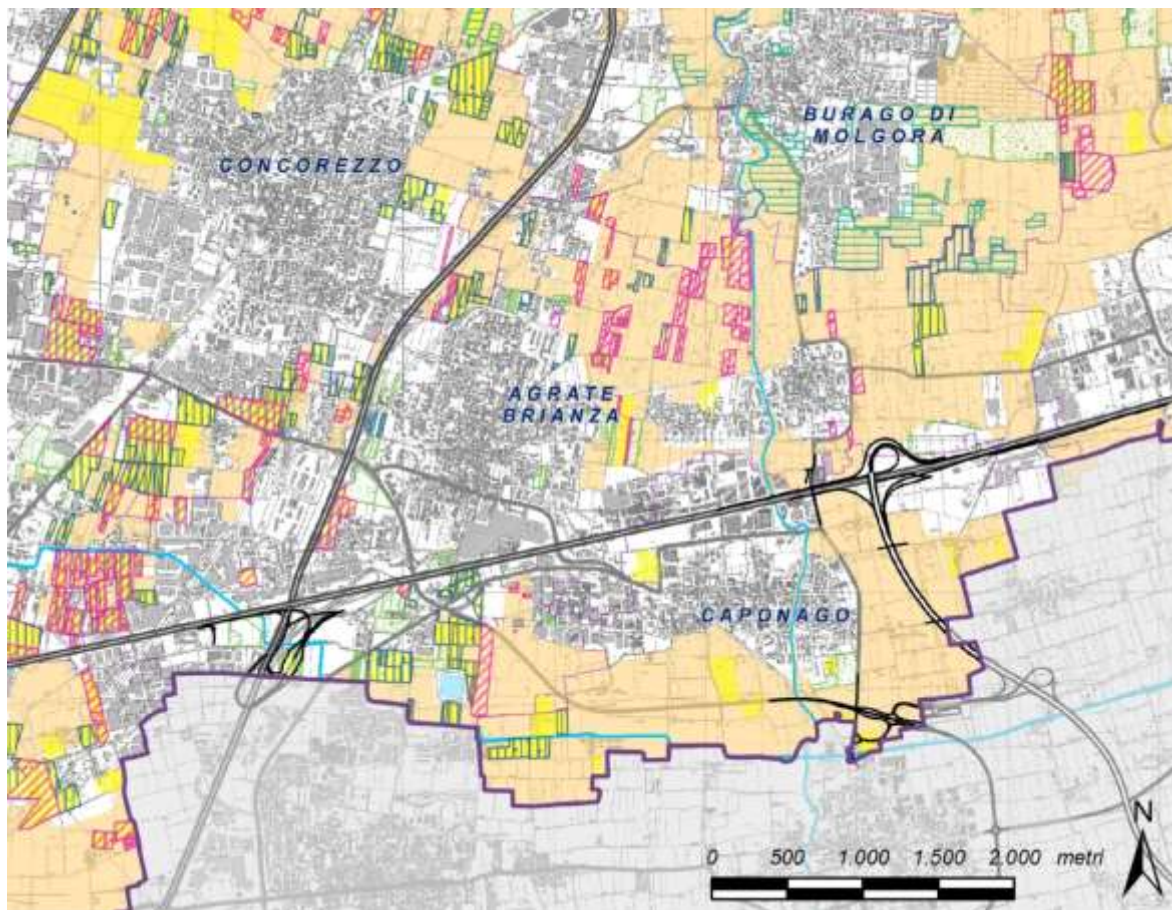 BURAGO DI
MOLGORA
CONCOREZZO
AGRATE
BRIANZA
CAPONAGO
N
0 500 1.000 1.500 2.000 metri